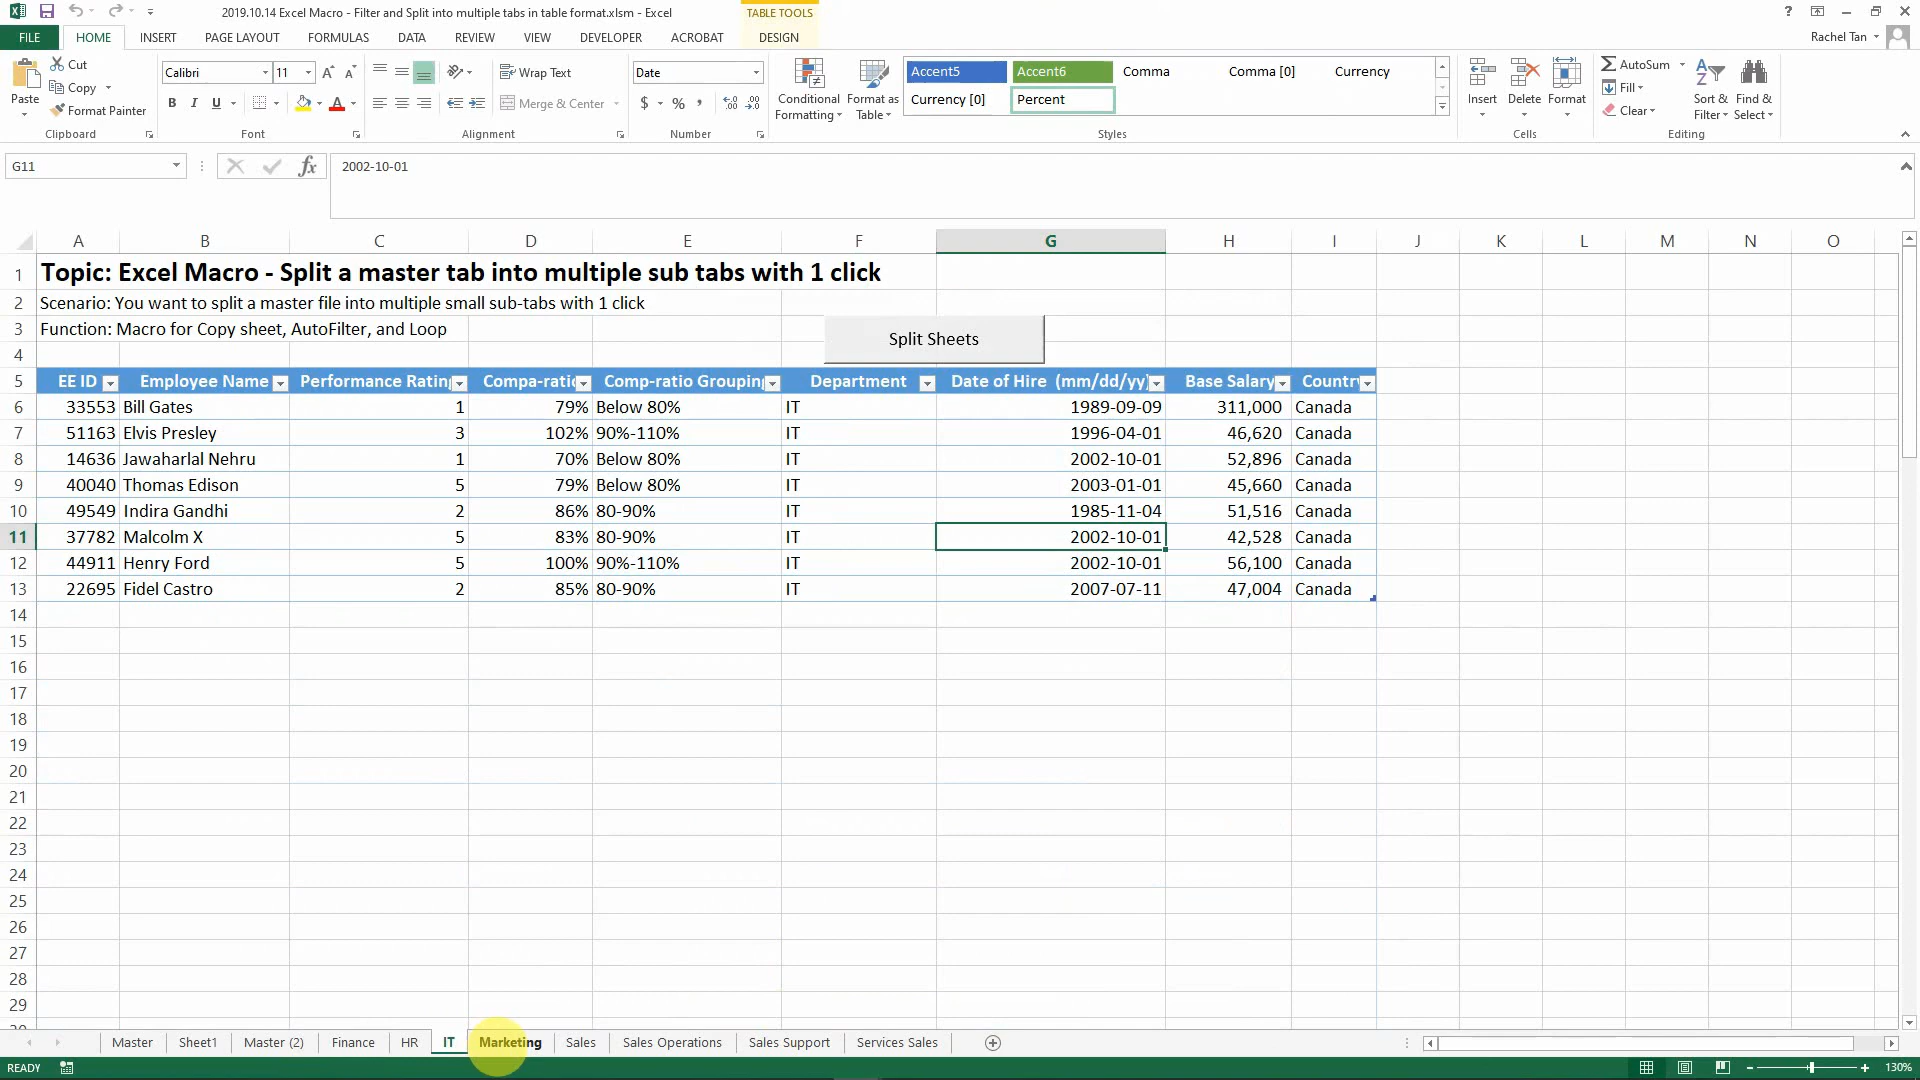 2019.10.14 Excel Macro - Filter and Split into multiple tabs in table format.xlsm - Excel
TABLE TOOLS
?
FILE HOME INSERT PAGE LAYOUT FORMULAS DATA REVIEW VIEW DEVELOPER ACROBAT DESIGN Rachel Tan
Paste
Cut
Copy
Format Painter
Clipboard
Calibri 11
B I U
Font
Wrap Text
Merge & Center
Alignment
Date
$ % ,
Number
Conditional Formatting
Format as Table
Accent5 Accent6 Comma Comma [0] Currency
Currency [0] Percent
Styles
Insert Delete Format
Cells
AutoSum
Fill
Clear
Sort & Filter
Find & Select
Editing
G11 fx 2002-10-01
A B C D E F G H I J K L M N O
1 Topic: Excel Macro - Split a master tab into multiple sub tabs with 1 click
2 Scenario: You want to split a master file into multiple small sub-tabs with 1 click
3 Function: Macro for Copy sheet, AutoFilter, and Loop
Split Sheets
4
5 EE ID Employee Name Performance Rating Compa-ratio Comp-ratio Grouping Department Date of Hire (mm/dd/yy) Base Salary Country
6 33553 Bill Gates 1 79% Below 80% IT 1989-09-09 311,000 Canada
7 51163 Elvis Presley 3 102% 90%-110% IT 1996-04-01 46,620 Canada
8 14636 Jawaharlal Nehru 1 70% Below 80% IT 2002-10-01 52,896 Canada
9 40040 Thomas Edison 5 79% Below 80% IT 2003-01-01 45,660 Canada
10 49549 Indira Gandhi 2 86% 80-90% IT 1985-11-04 51,516 Canada
11 37782 Malcolm X 5 83% 80-90% IT 2002-10-01 42,528 Canada
12 44911 Henry Ford 5 100% 90%-110% IT 2002-10-01 56,100 Canada
13 22695 Fidel Castro 2 85% 80-90% IT 2007-07-11 47,004 Canada
14
15
16
17
18
19
20
21
22
23
24
25
26
27
28
29
Master Sheet1 Master (2) Finance HR IT Marketing Sales Sales Operations Sales Support Services Sales
READY 130%